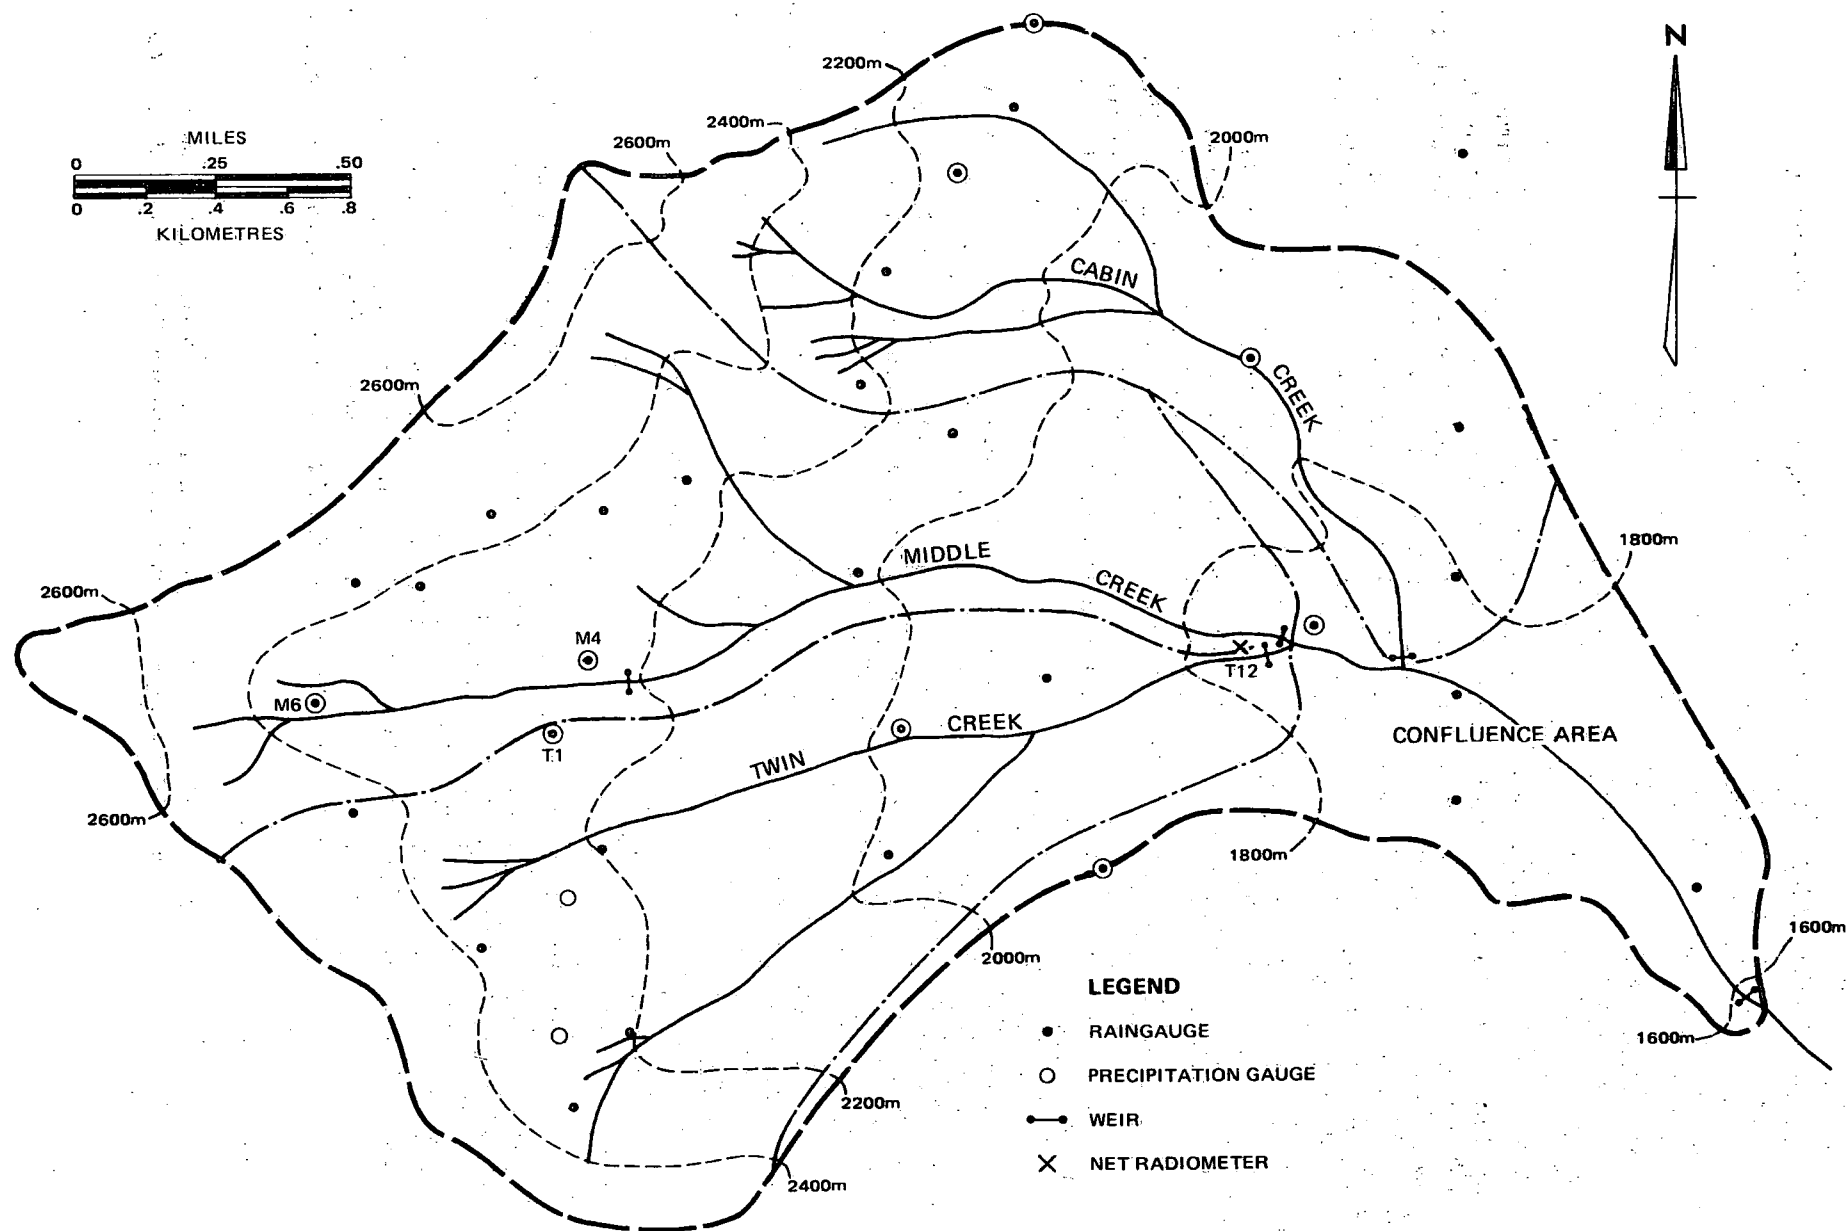 N
2200m
2400m
2600m
2000m
MILES
0 .25 .50
0 .2 .4 .6 .8
KILOMETRES
CABIN
CREEK
2600m
1800m
MIDDLE
CREEK
2600m
M4
M6
T1
T12
TWIN
CREEK
CONFLUENCE AREA
2600m
1800m
1600m
2000m
LEGEND
RAINGAUGE
PRECIPITATION GAUGE
WEIR
NET RADIOMETER
1600m
2200m
2400m